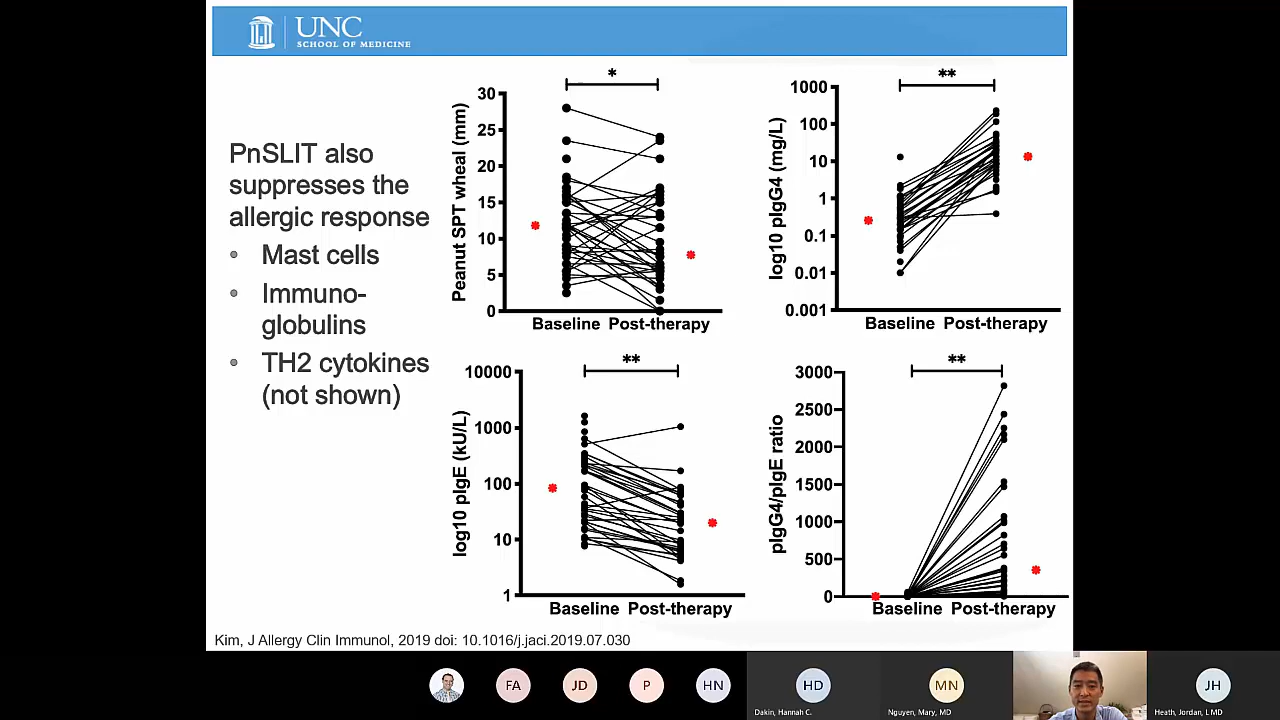 UNC
SCHOOL OF MEDICINE
PnSLIT also
suppresses the
allergic response
• Mast cells
• Immuno-
globulins
• TH2 cytokines
(not shown)
*
Peanut SPT wheal (mm)
30
25
20
15
10
5
0
Baseline Post-therapy
**
log10 pIgG4 (mg/L)
1000
100
10
1
0.1
0.01
0.001
Baseline Post-therapy
**
log10 pIgE (kU/L)
10000
1000
100
10
1
Baseline Post-therapy
**
pIgG4/pIgE ratio
3000
2500
2000
1500
1000
500
0
Baseline Post-therapy
Kim, J Allergy Clin Immunol, 2019 doi: 10.1016/j.jaci.2019.07.030
FA
JD
P
HN
HD
Dakin, Hannah C.
MN
Nguyen, Mary, MD
JH
Heath, Jordan, L MD